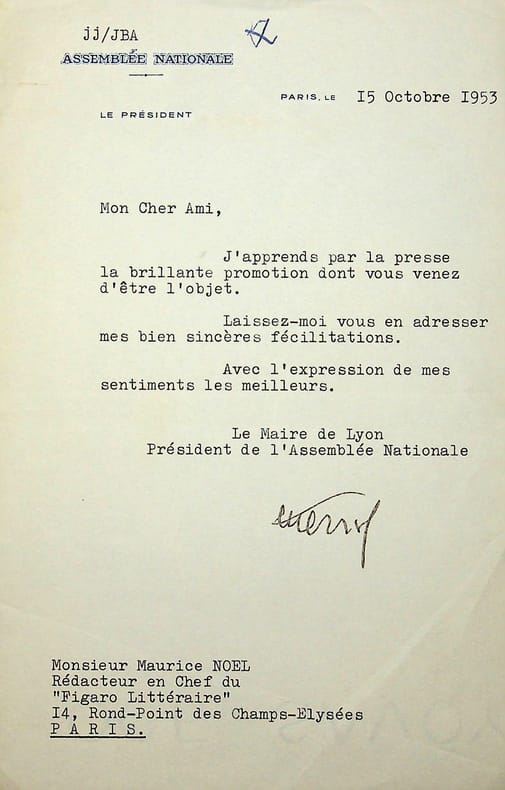 jj/JBA
ASSEMBLÉE NATIONALE
PARIS, LE 15 Octobre 1953
LE PRÉSIDENT
Mon Cher Ami,
J'apprends par la presse
la brillante promotion dont vous venez
d'être l'objet.
Laissez-moi vous en adresser
mes bien sincères fécilitations.
Avec l'expression de mes
sentiments les meilleurs.
Le Maire de Lyon
Président de l'Assemblée Nationale
Monsieur Maurice NOEL
Rédacteur en Chef du
"Figaro Littéraire"
I4, Rond-Point des Champs-Elysées
P A R I S.